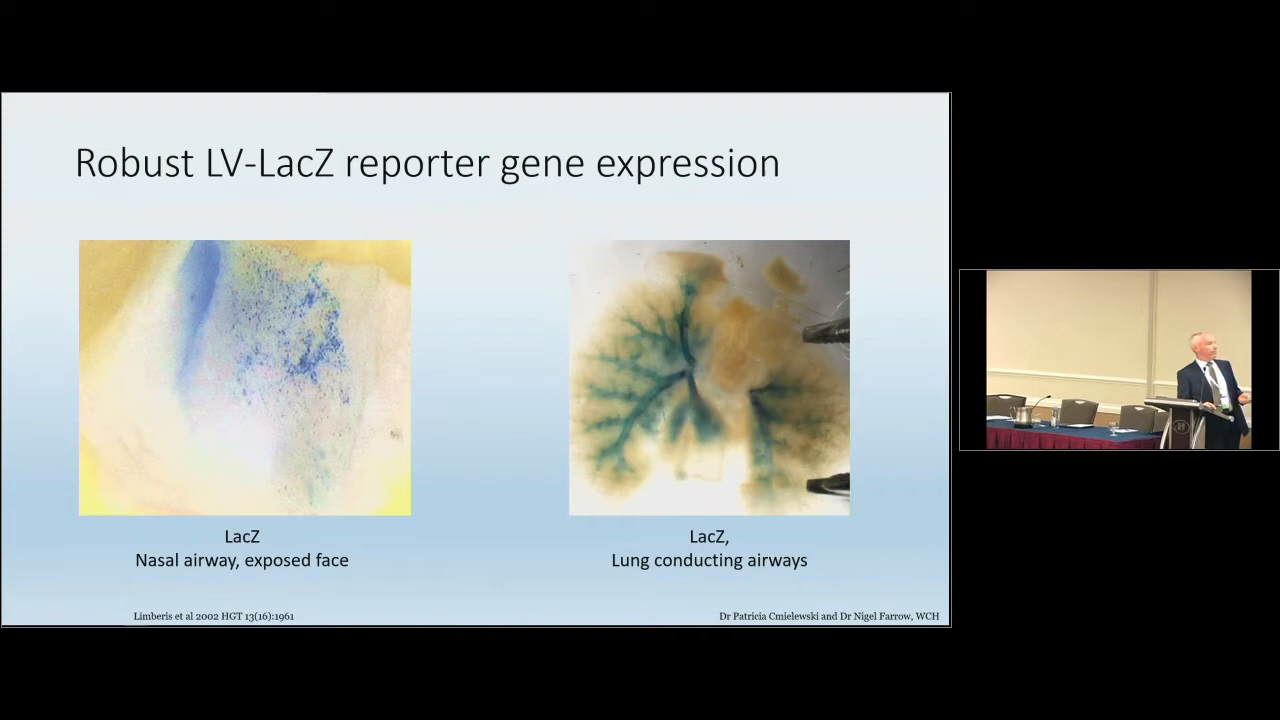 Robust LV-LacZ reporter gene expression
LacZ
Nasal airway, exposed face
LacZ,
Lung conducting airways
Limberis et al 2002 HGT 13(16):1961
Dr Patricia Cmielewski and Dr Nigel Farrow, WCH